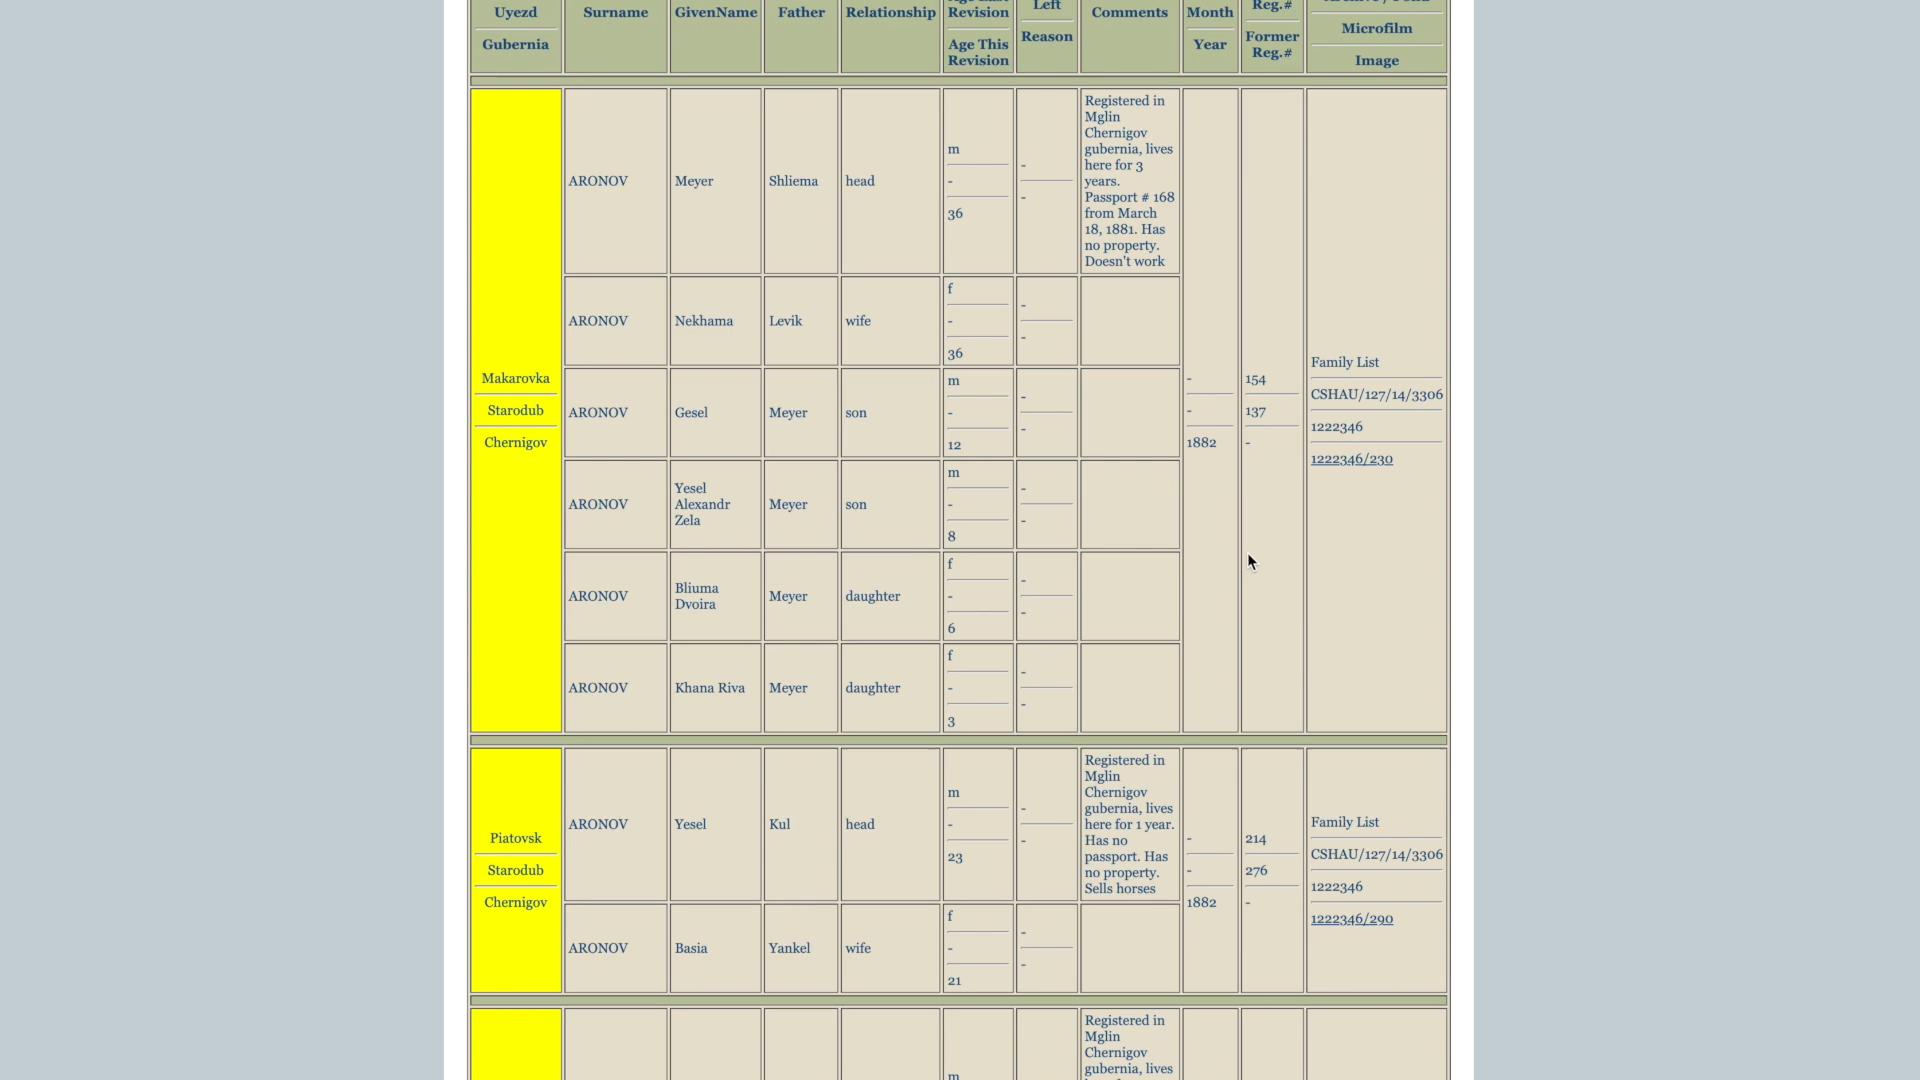 Uyezd
Gubernia
Surname
GivenName
Father
Relationship
Revision
Age This
Revision
Left
Reason
Comments
Month
Year
Reg.#
Former
Reg.#
Microfilm
Image
Makarovka
Starodub
Chernigov
ARONOV
Meyer
Shliema
head
m
-
36
-
-
Registered in
Mglin
Chernigov
gubernia, lives
here for 3
years.
Passport # 168
from March
18, 1881. Has
no property.
Doesn't work
-
-
1882
154
137
-
Family List
CSHAU/127/14/3306
1222346
1222346/230
ARONOV
Nekhama
Levik
wife
f
-
36
-
-
ARONOV
Gesel
Meyer
son
m
-
12
-
-
ARONOV
Yesel
Alexandr
Zela
Meyer
son
m
-
8
-
-
ARONOV
Bliuma
Dvoira
Meyer
daughter
f
-
6
-
-
ARONOV
Khana Riva
Meyer
daughter
f
-
3
-
-
Piatovsk
Starodub
Chernigov
ARONOV
Yesel
Kul
head
m
-
23
-
-
Registered in
Mglin
Chernigov
gubernia, lives
here for 1 year.
Has no
passport. Has
no property.
Sells horses
-
-
1882
214
276
-
Family List
CSHAU/127/14/3306
1222346
1222346/290
ARONOV
Basia
Yankel
wife
f
-
21
-
-
m
Registered in
Mglin
Chernigov
gubernia, lives